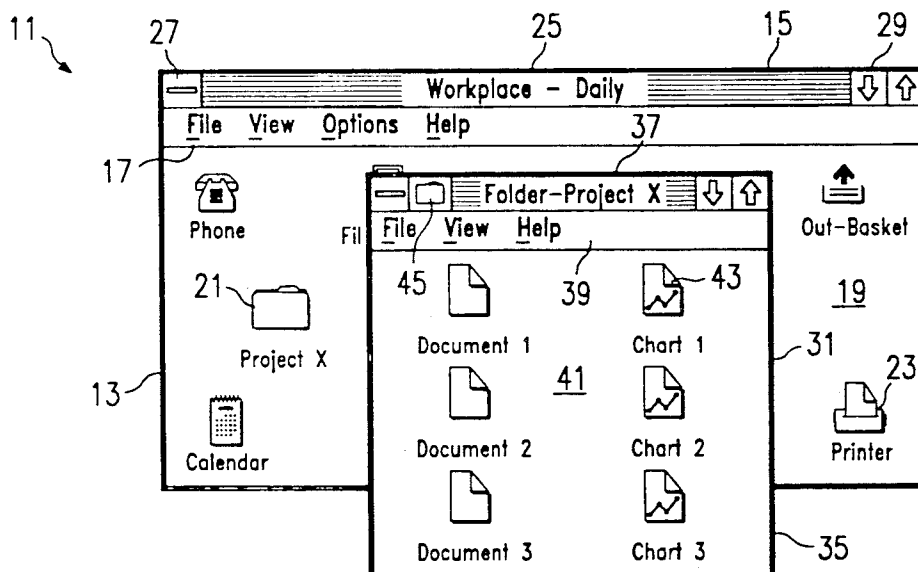 11
27
25
15
29
Workplace - Daily
File View Options Help
17
37
Folder-Project X
Phone
Fil
File View Help
Out-Basket
45
39
43
21
19
Document 1
Chart 1
31
Project X
41
13
23
Calendar
Document 2
Chart 2
Printer
35
Document 3
Chart 3